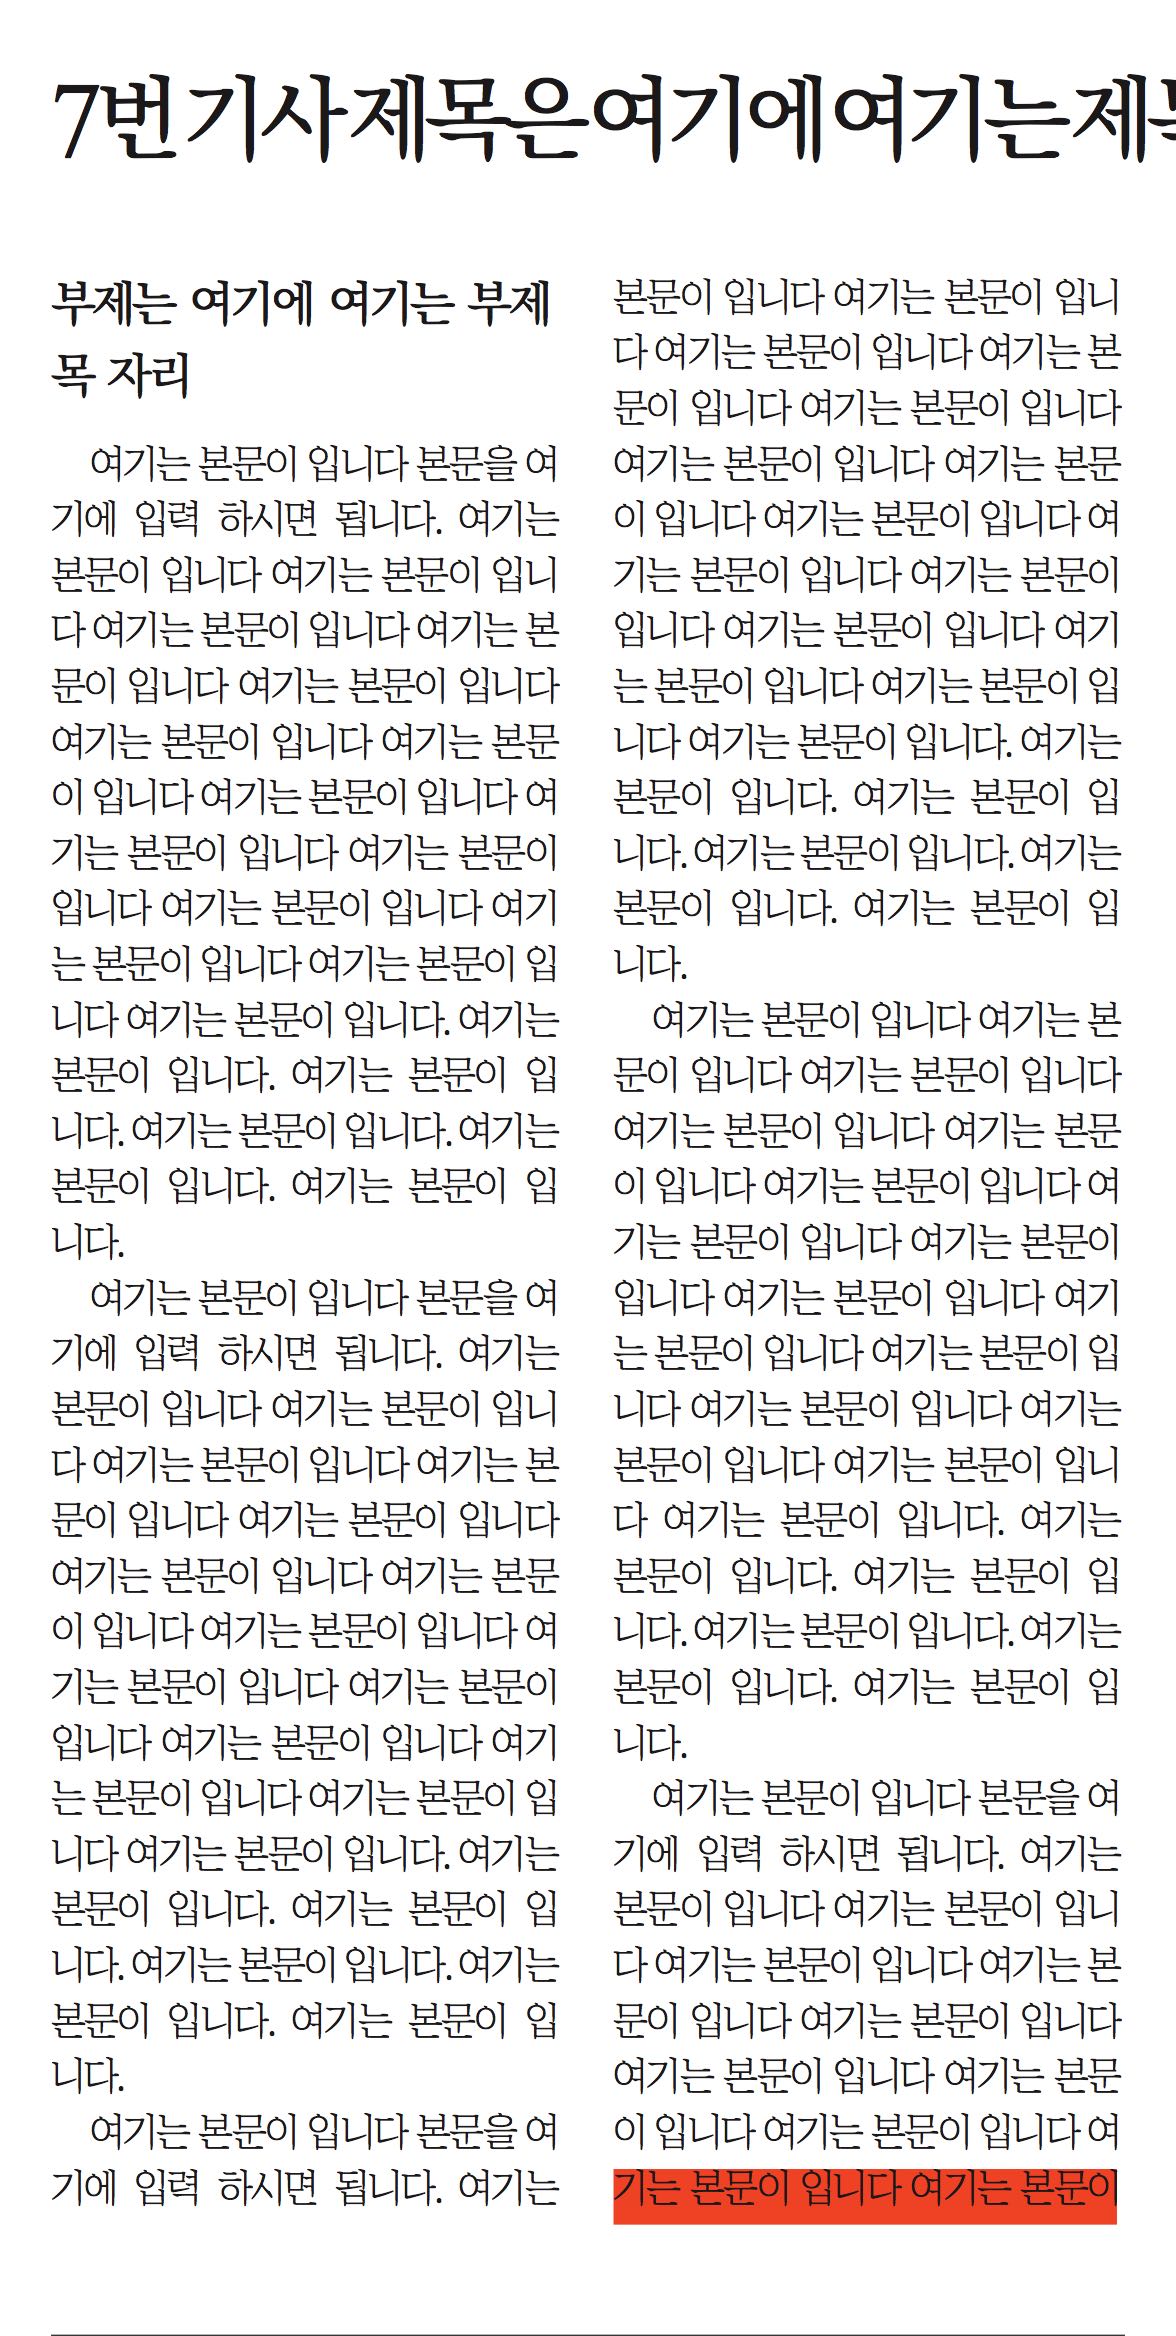 7번 기사 제목은 여기에 여기는 제
부제는 여기에 여기는 부제
목 자리
여기는 본문이 입니다 본문을 여
기에 입력 하시면 됩니다. 여기는
본문이 입니다 여기는 본문이 입니
다 여기는 본문이 입니다 여기는 본
문이 입니다 여기는 본문이 입니다
여기는 본문이 입니다 여기는 본문
이 입니다 여기는 본문이 입니다 여
기는 본문이 입니다 여기는 본문이
입니다 여기는 본문이 입니다 여기
는 본문이 입니다 여기는 본문이 입
니다 여기는 본문이 입니다. 여기는
본문이 입니다. 여기는 본문이 입
니다. 여기는 본문이 입니다. 여기는
본문이 입니다. 여기는 본문이 입
니다.
여기는 본문이 입니다 본문을 여
기에 입력 하시면 됩니다. 여기는
본문이 입니다 여기는 본문이 입니
다 여기는 본문이 입니다 여기는 본
문이 입니다 여기는 본문이 입니다
여기는 본문이 입니다 여기는 본문
이 입니다 여기는 본문이 입니다 여
기는 본문이 입니다 여기는 본문이
입니다 여기는 본문이 입니다 여기
는 본문이 입니다 여기는 본문이 입
니다 여기는 본문이 입니다. 여기는
본문이 입니다. 여기는 본문이 입
니다. 여기는 본문이 입니다. 여기는
본문이 입니다. 여기는 본문이 입
니다.
여기는 본문이 입니다 본문을 여
기에 입력 하시면 됩니다. 여기는
본문이 입니다 여기는 본문이 입니
다 여기는 본문이 입니다 여기는 본
문이 입니다 여기는 본문이 입니다
여기는 본문이 입니다 여기는 본문
이 입니다 여기는 본문이 입니다 여
기는 본문이 입니다 여기는 본문이
입니다 여기는 본문이 입니다 여기
는 본문이 입니다 여기는 본문이 입
니다 여기는 본문이 입니다. 여기는
본문이 입니다. 여기는 본문이 입
니다. 여기는 본문이 입니다. 여기는
본문이 입니다. 여기는 본문이 입
니다.
여기는 본문이 입니다 여기는 본
문이 입니다 여기는 본문이 입니다
여기는 본문이 입니다 여기는 본문
이 입니다 여기는 본문이 입니다 여
기는 본문이 입니다 여기는 본문이
입니다 여기는 본문이 입니다 여기
는 본문이 입니다 여기는 본문이 입
니다 여기는 본문이 입니다 여기는
본문이 입니다 여기는 본문이 입니
다 여기는 본문이 입니다. 여기는
본문이 입니다. 여기는 본문이 입
니다. 여기는 본문이 입니다. 여기는
본문이 입니다. 여기는 본문이 입
니다.
여기는 본문이 입니다 본문을 여
기에 입력 하시면 됩니다. 여기는
본문이 입니다 여기는 본문이 입니
다 여기는 본문이 입니다 여기는 본
문이 입니다 여기는 본문이 입니다
여기는 본문이 입니다 여기는 본문
이 입니다 여기는 본문이 입니다 여
기는 본문이 입니다 여기는 본문이